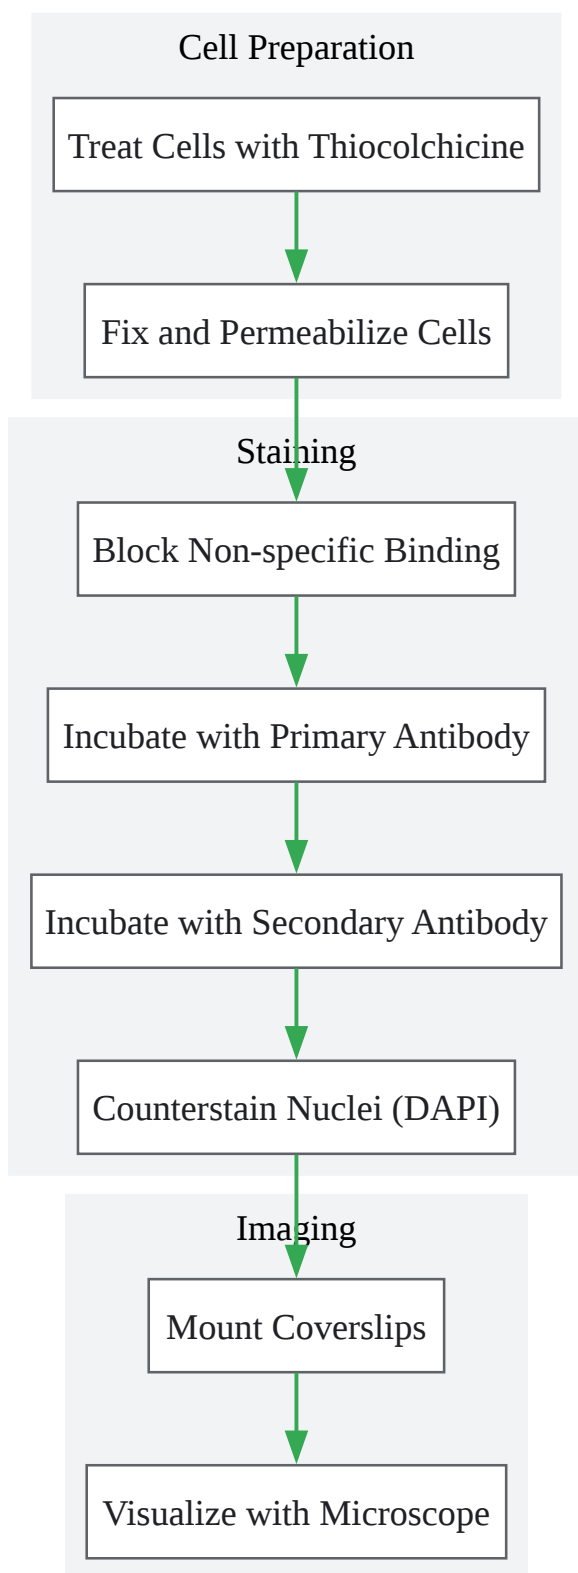 Cell Preparation
Treat Cells with Thiocolchicine
Fix and Permeabilize Cells
Staining
Block Non-specific Binding
Incubate with Primary Antibody
Incubate with Secondary Antibody
Counterstain Nuclei (DAPI)
Imaging
Mount Coverslips
Visualize with Microscope